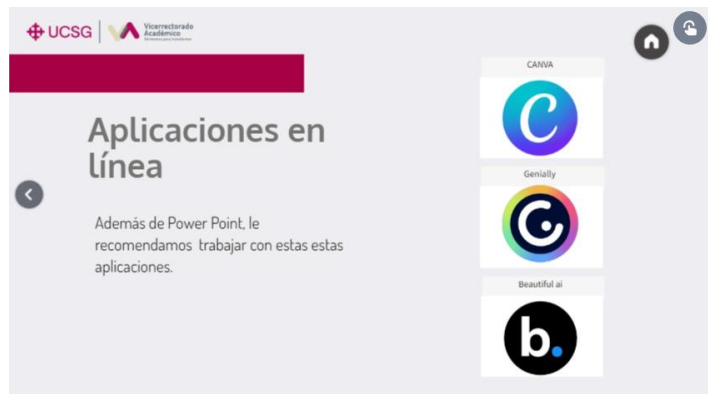 UCSG
Vicerrectorado
Académico
CANVA
Aplicaciones en
línea
Genially
Además de Power Point, le
recomendamos trabajar con estas estas
aplicaciones.
Beautiful ai
b.